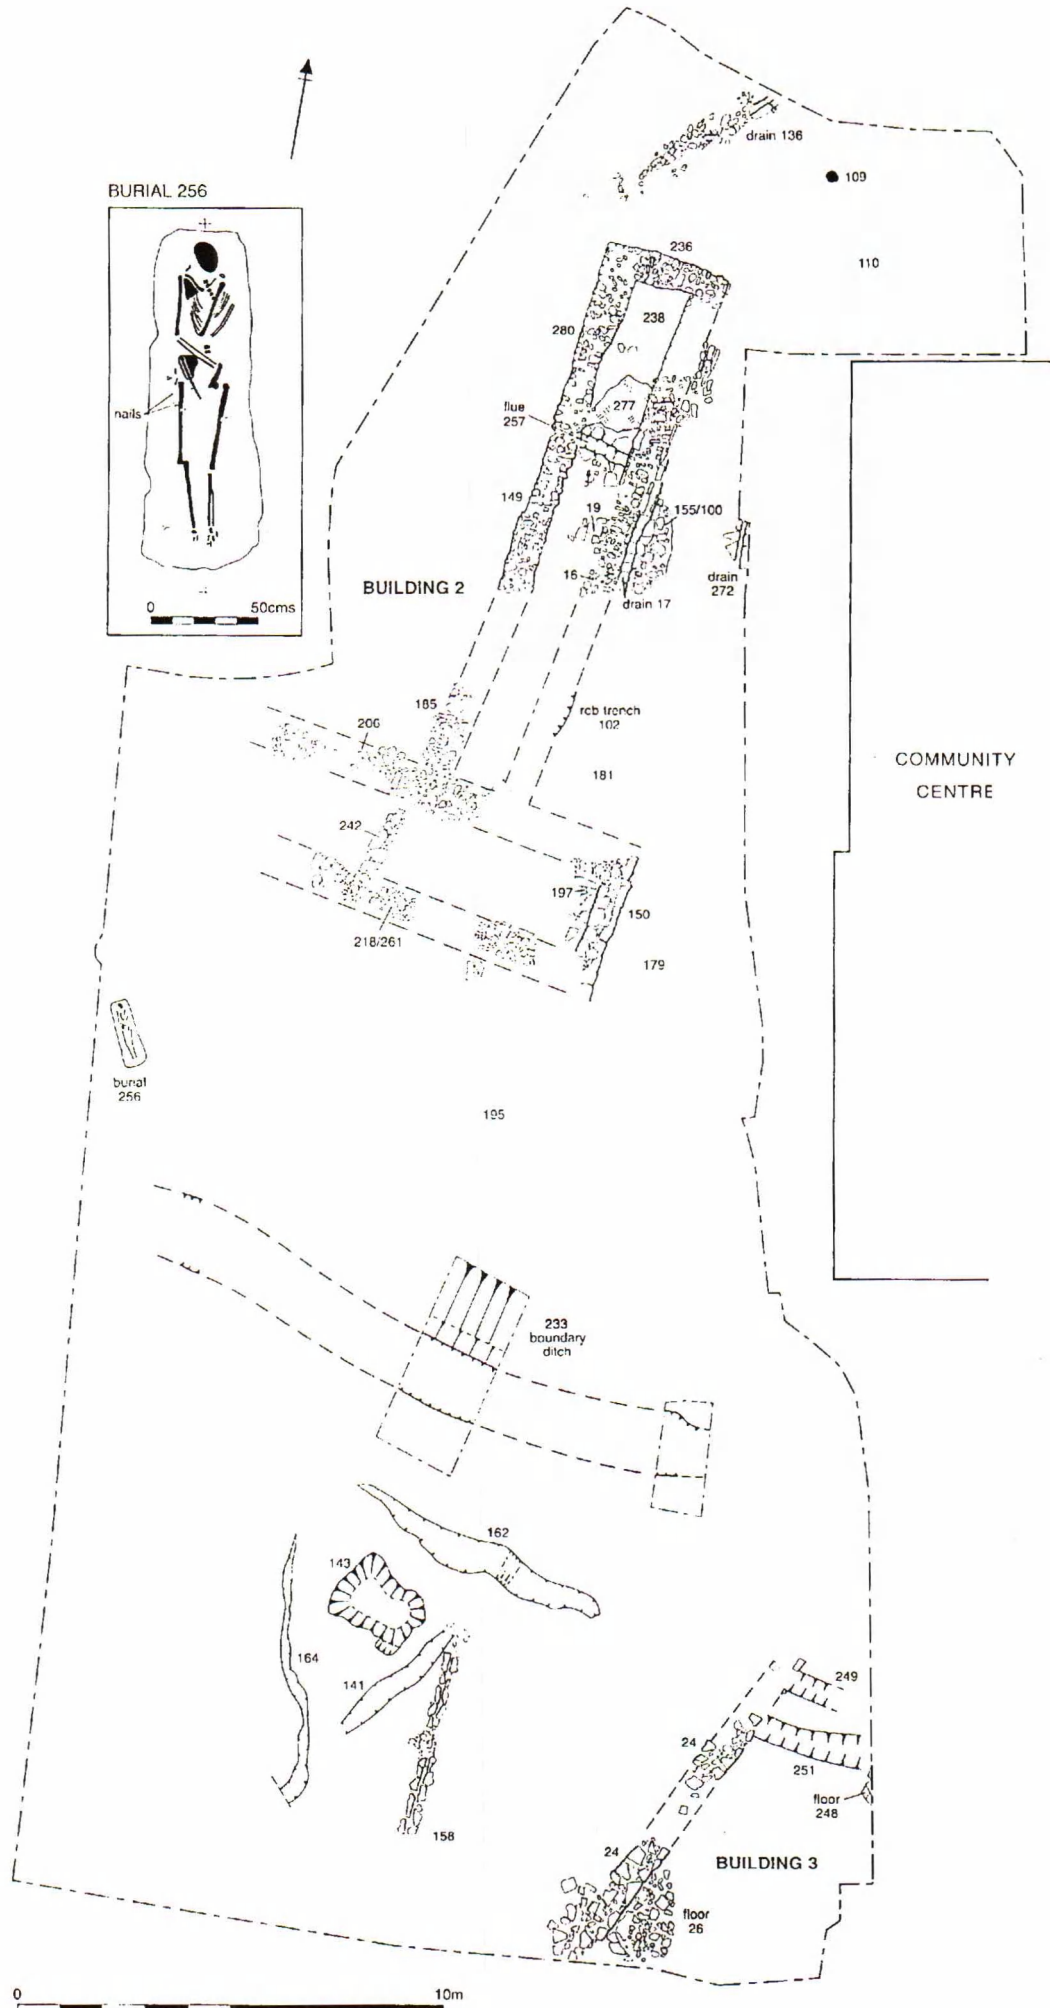 BURIAL 256
nails
0 50cms
drain 136
109
110
236
238
280
277
flue
257
149
19
155/100
16
drain 17
drain
272
BUILDING 2
185
rob trench
102
206
181
COMMUNITY
CENTRE
242
197
150
218/261
179
burial
256
195
233
boundary
ditch
162
143
164
141
158
249
24
251
floor
248
24
BUILDING 3
floor
26
0 10m